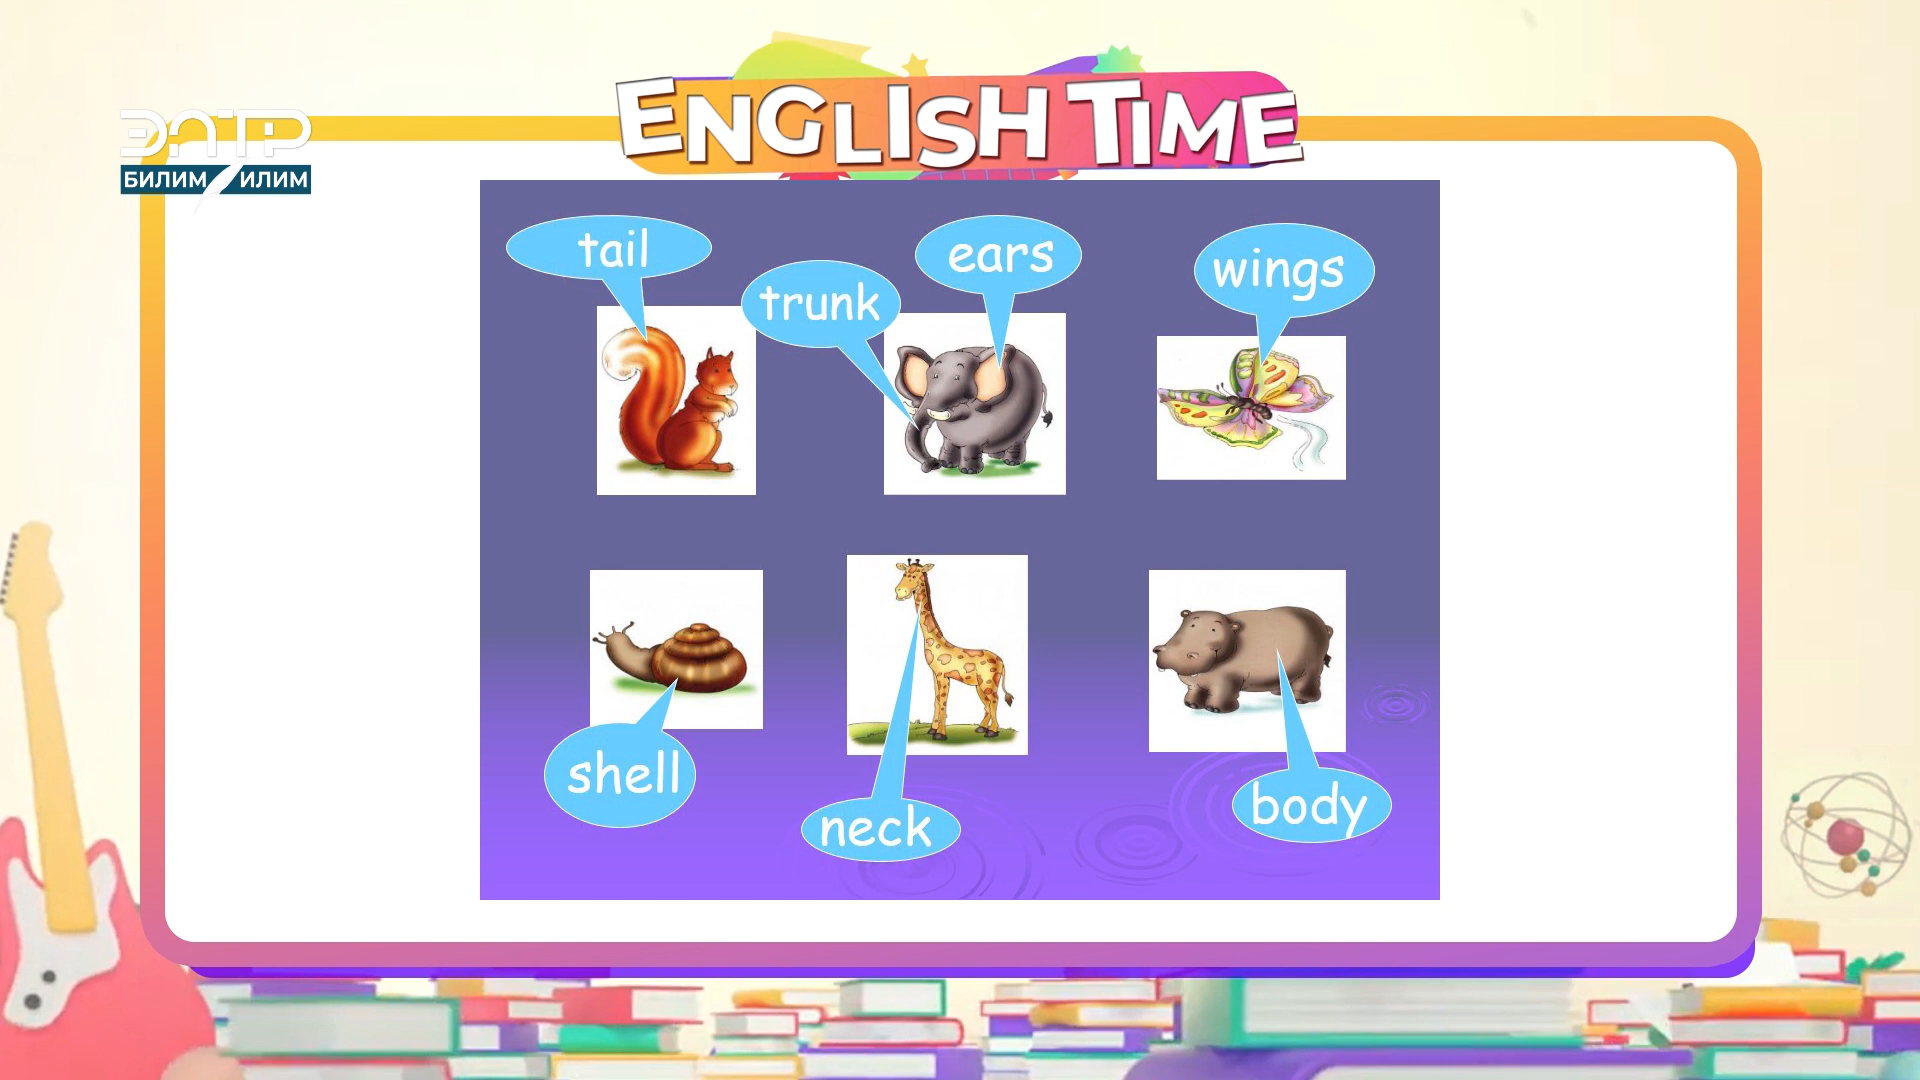 ЭЛТР
БИЛИМ ИЛИМ
ENGLISH TIME
tail
trunk
ears
wings
shell
neck
body